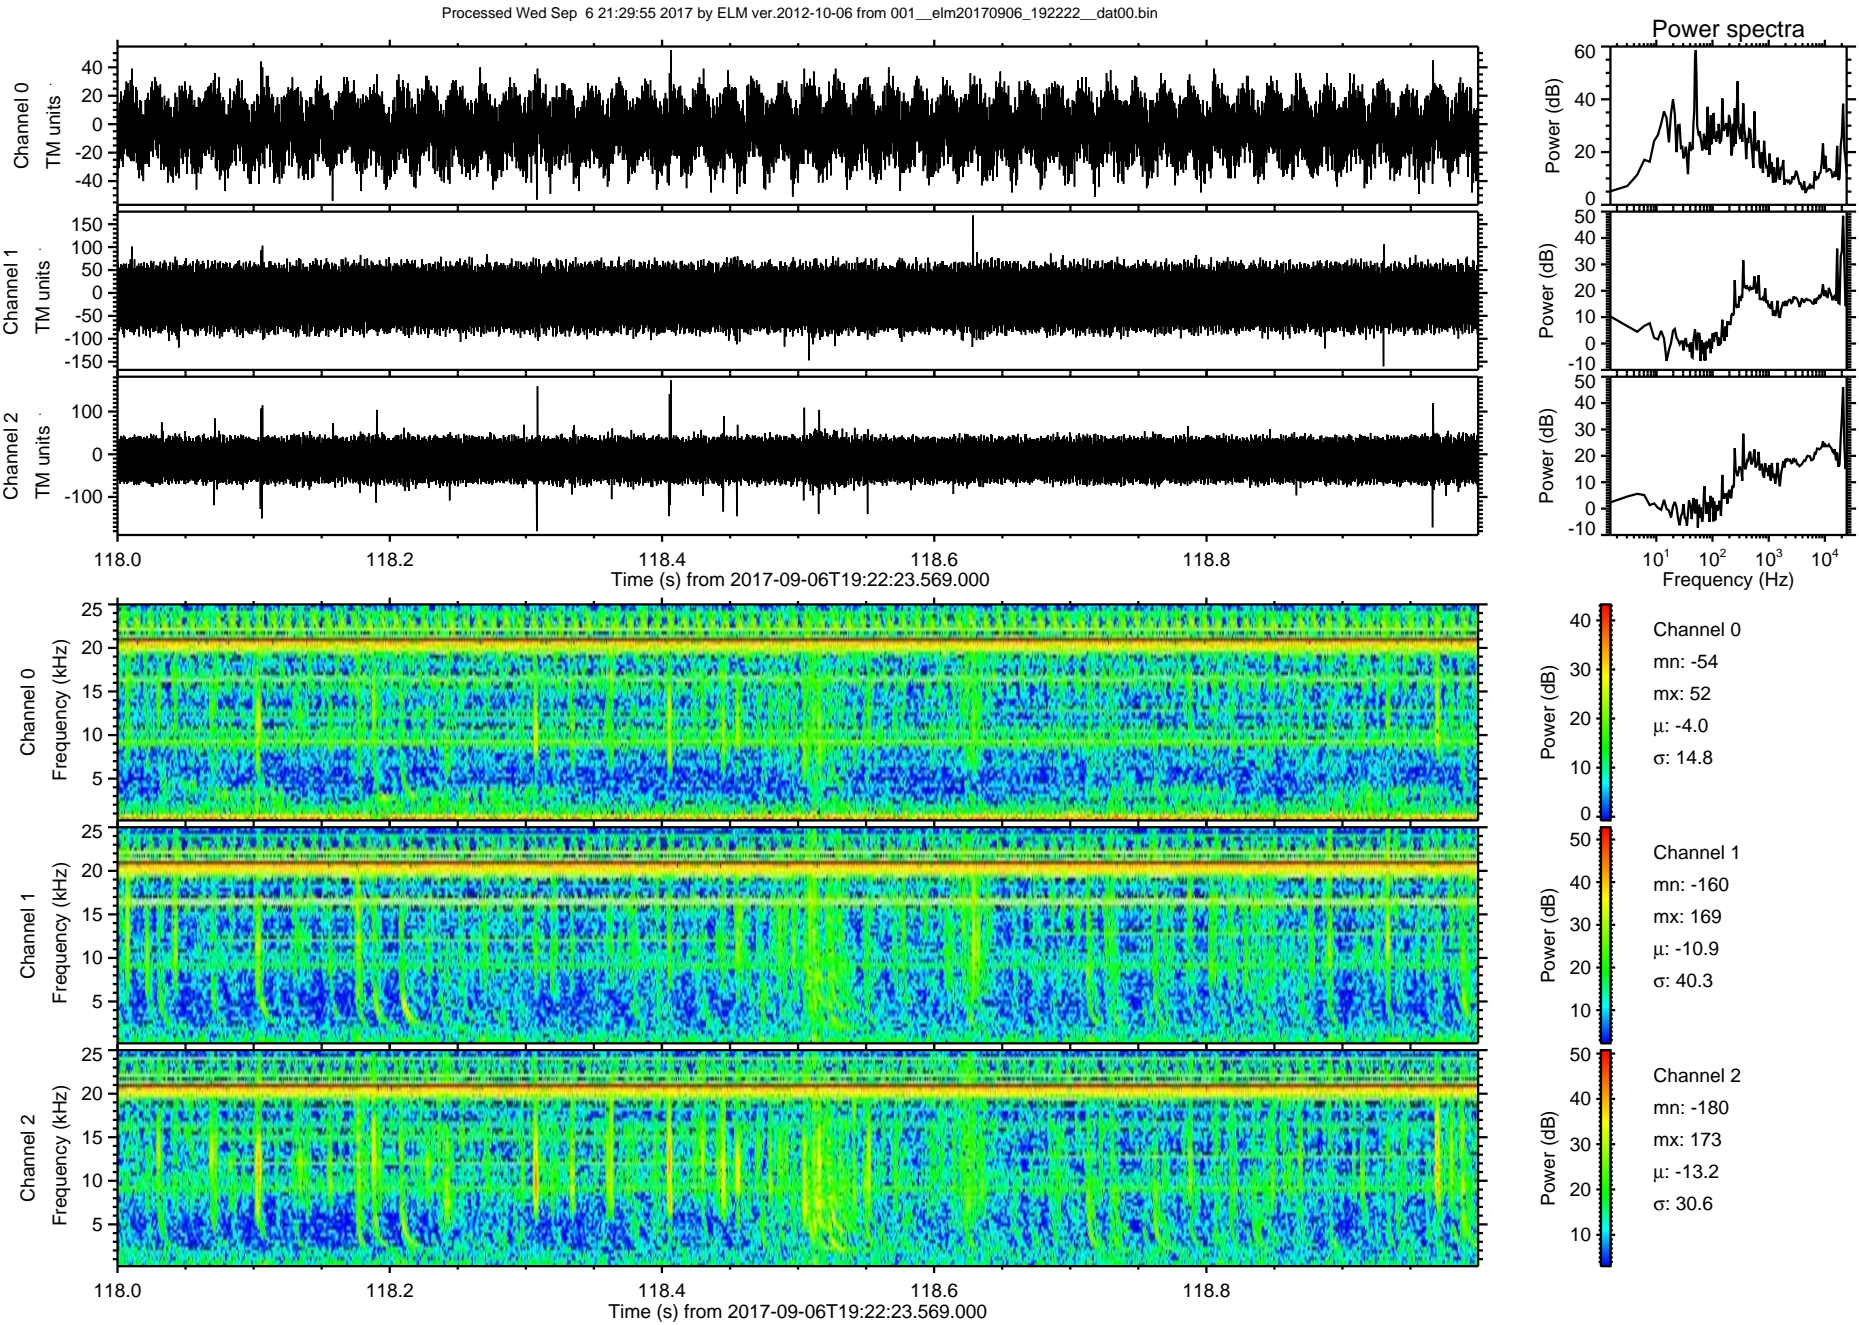 Processed Wed Sep  6 21:29:55 2017 by ELM ver.2012-10-06 from 001__elm20170906_192222__dat00.bin
Power spectra
Channel 0
TM units
40
20
0
-20
-40
Power (dB)
60
40
20
0
Channel 1
TM units
150
100
50
0
-50
-100
-150
Power (dB)
50
40
30
20
10
0
-10
Channel 2
TM units
100
0
-100
Power (dB)
50
40
30
20
10
0
-10
118.0 118.2 118.4 118.6 118.8
Time (s) from 2017-09-06T19:22:23.569.000
10¹ 10² 10³ 10⁴
Frequency (Hz)
Channel 0
Frequency (kHz)
25
20
15
10
5
Power (dB)
40
30
20
10
0
Channel 0
mn: -54
mx: 52
μ: -4.0
σ: 14.8
Channel 1
Frequency (kHz)
25
20
15
10
5
Power (dB)
50
40
30
20
10
Channel 1
mn: -160
mx: 169
μ: -10.9
σ: 40.3
Channel 2
Frequency (kHz)
25
20
15
10
5
Power (dB)
50
40
30
20
10
Channel 2
mn: -180
mx: 173
μ: -13.2
σ: 30.6
118.0 118.2 118.4 118.6 118.8
Time (s) from 2017-09-06T19:22:23.569.000